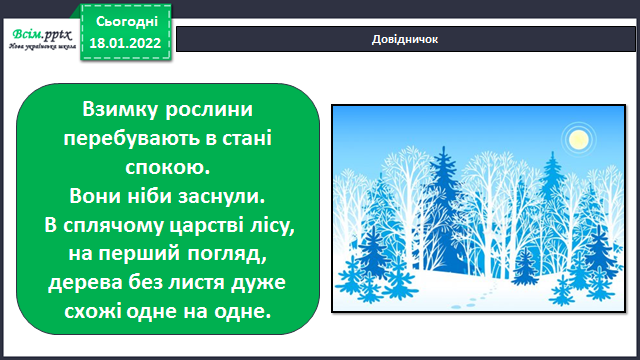 Всім.pptx
Нова українська школа
Сьогодні
18.01.2022
Довідничок
Взимку рослини
перебувають в стані
спокою.
Вони ніби заснули.
В сплячому царстві лісу,
на перший погляд,
дерева без листя дуже
схожі одне на одне.